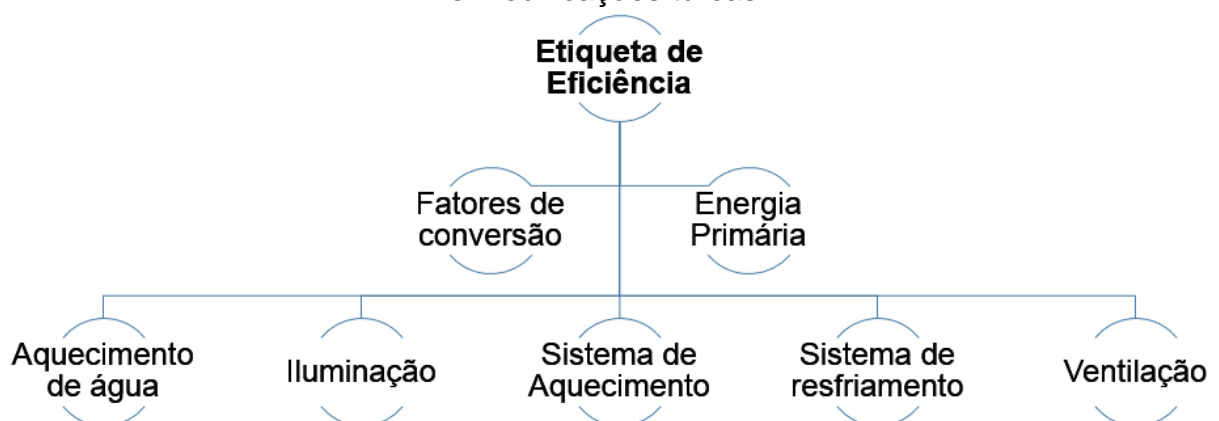 Etiqueta de
Eficiência
Fatores de
conversão
Energia
Primária
Aquecimento
de água
Iluminação
Sistema de
Aquecimento
Sistema de
resfriamento
Ventilação